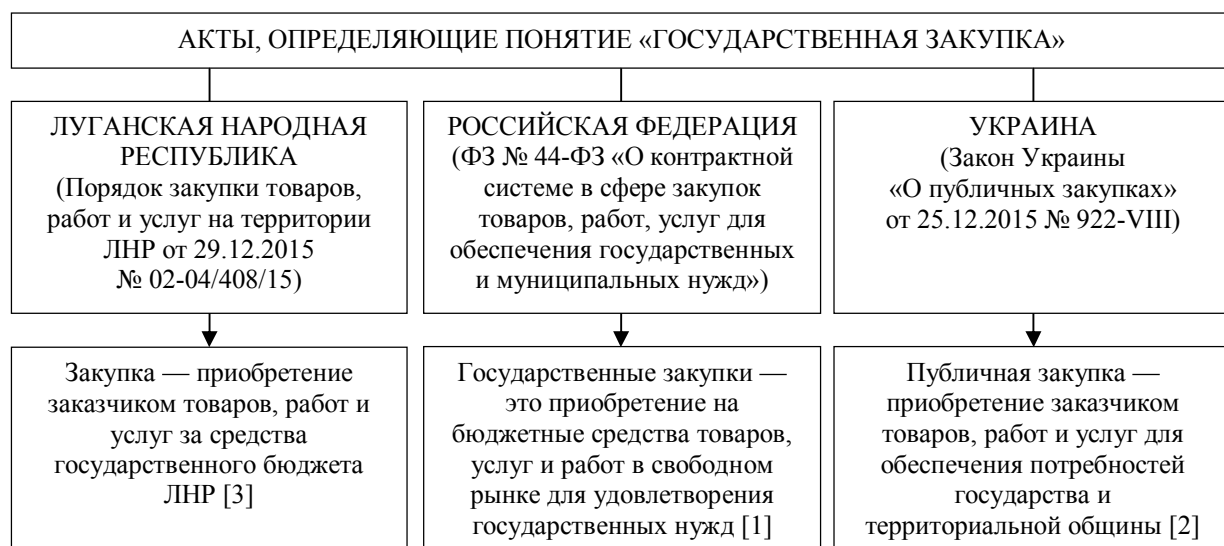 АКТЫ, ОПРЕДЕЛЯЮЩИЕ ПОНЯТИЕ «ГОСУДАРСТВЕННАЯ ЗАКУПКА»
ЛУГАНСКАЯ НАРОДНАЯ
РЕСПУБЛИКА
(Порядок закупки товаров,
работ и услуг на территории
ЛНР от 29.12.2015
№ 02-04/408/15)
РОССИЙСКАЯ ФЕДЕРАЦИЯ
(ФЗ № 44-ФЗ «О контрактной
системе в сфере закупок
товаров, работ, услуг для
обеспечения государственных
и муниципальных нужд»)
УКРАИНА
(Закон Украины
«О публичных закупках»
от 25.12.2015 № 922-VIII)
Закупка — приобретение
заказчиком товаров, работ и
услуг за средства
государственного бюджета
ЛНР [3]
Государственные закупки —
это приобретение на
бюджетные средства товаров,
услуг и работ в свободном
рынке для удовлетворения
государственных нужд [1]
Публичная закупка —
приобретение заказчиком
товаров, работ и услуг для
обеспечения потребностей
государства и
территориальной общины [2]